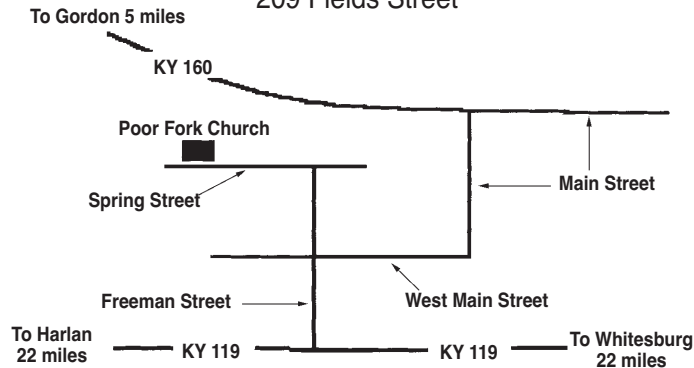 209 Fields Street
To Gordon 5 miles
KY 160
Poor Fork Church
Main Street
Spring Street
Freeman Street
West Main Street
To Harlan
22 miles
KY 119
KY 119
To Whitesburg
22 miles